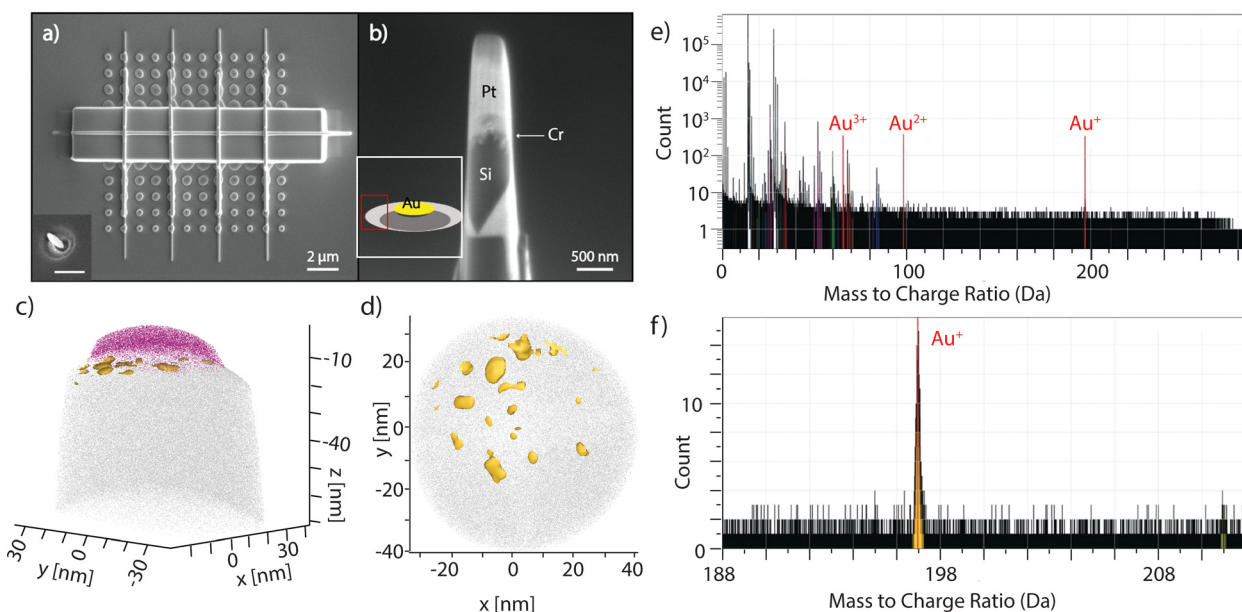 a)
2 µm
b)
Pt
Cr
Si
Au
500 nm
c)
-10
-40
z [nm]
30
0
-30
y [nm]
0
30
x [nm]
d)
20
0
-20
-40
y [nm]
-40
-20
0
20
40
x [nm]
e)
10⁵
10⁴
10³
10²
10
1
Count
Au³⁺
Au²⁺
Au⁺
0
100
200
Mass to Charge Ratio (Da)
f)
Au⁺
10
0
Count
188
198
208
Mass to Charge Ratio (Da)